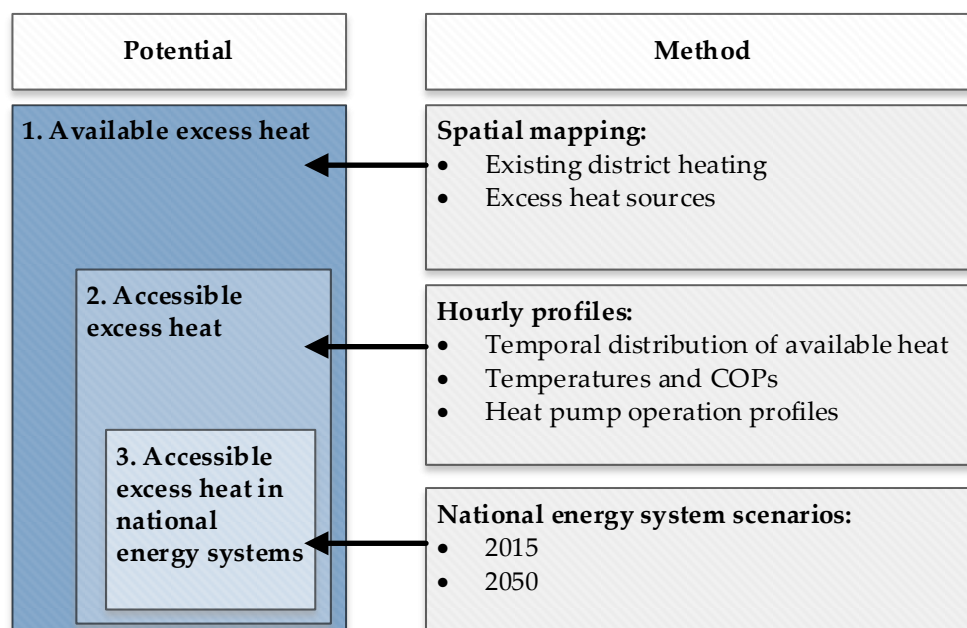 Potential
Method
1. Available excess heat
Spatial mapping:
• Existing district heating
• Excess heat sources
2. Accessible
excess heat
Hourly profiles:
• Temporal distribution of available heat
• Temperatures and COPs
• Heat pump operation profiles
3. Accessible
excess heat in
national
energy systems
National energy system scenarios:
• 2015
• 2050